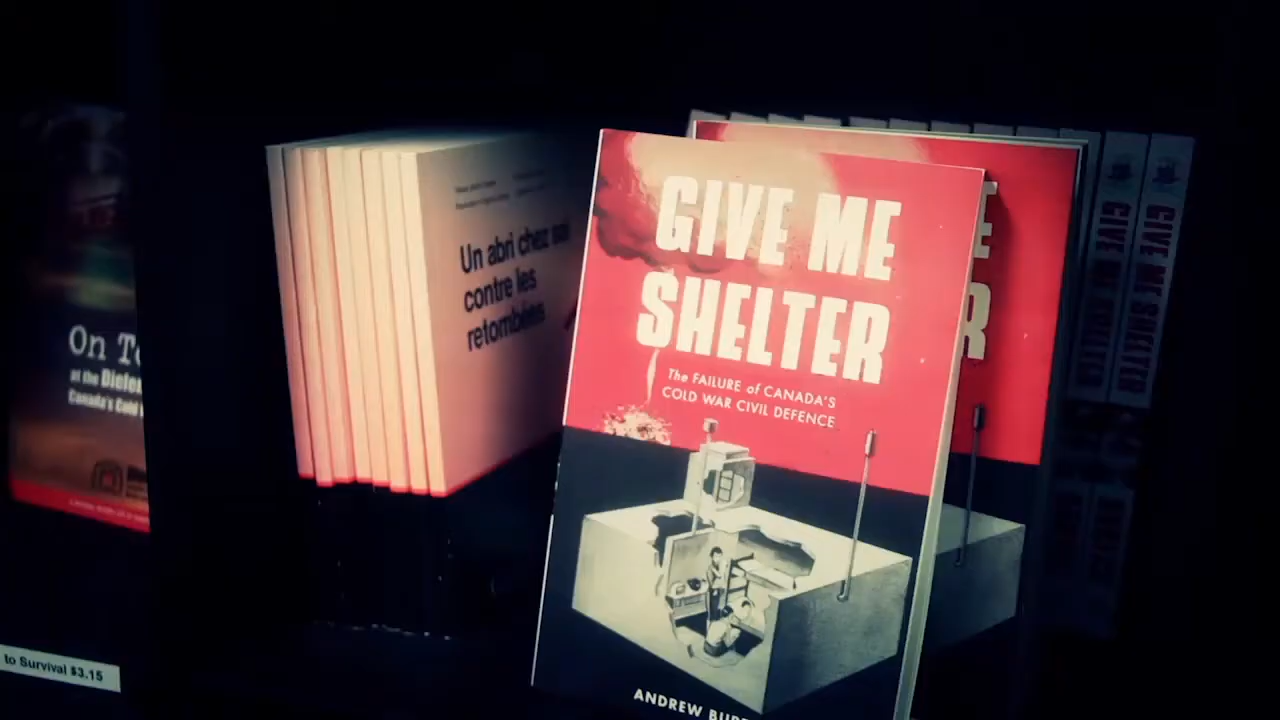 On To
at the Diefen
Canada's Cold
to Survival $3.15
Un abri chez soi
contre les
retombées
GIVE ME
SHELTER
The FAILURE of CANADA'S
COLD WAR CIVIL DEFENCE
ANDREW BUR
E
R
GIVE ME SHELTER
GIVE ME SHELTER